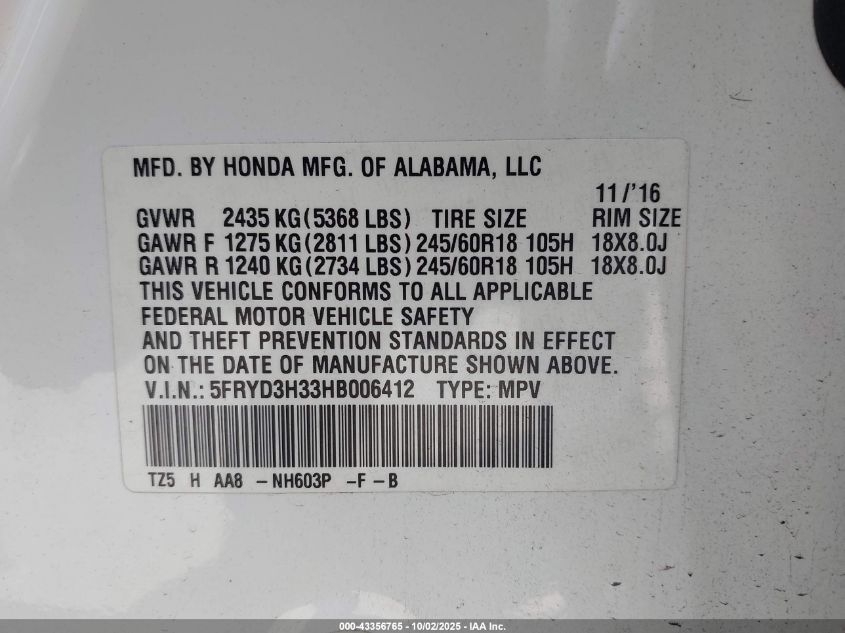 MFD. BY HONDA MFG. OF ALABAMA, LLC
11/'16
GVWR 2435 KG (5368 LBS) TIRE SIZE RIM SIZE
GAWR F 1275 KG (2811 LBS) 245/60R18 105H 18X8.0J
GAWR R 1240 KG (2734 LBS) 245/60R18 105H 18X8.0J
THIS VEHICLE CONFORMS TO ALL APPLICABLE
FEDERAL MOTOR VEHICLE SAFETY
AND THEFT PREVENTION STANDARDS IN EFFECT
ON THE DATE OF MANUFACTURE SHOWN ABOVE.
V.I.N.: 5FRYD3H33HB006412 TYPE: MPV
TZ5 H AA8 -NH603P -F -B
000-43356765 - 10/02/2025 - IAA Inc.